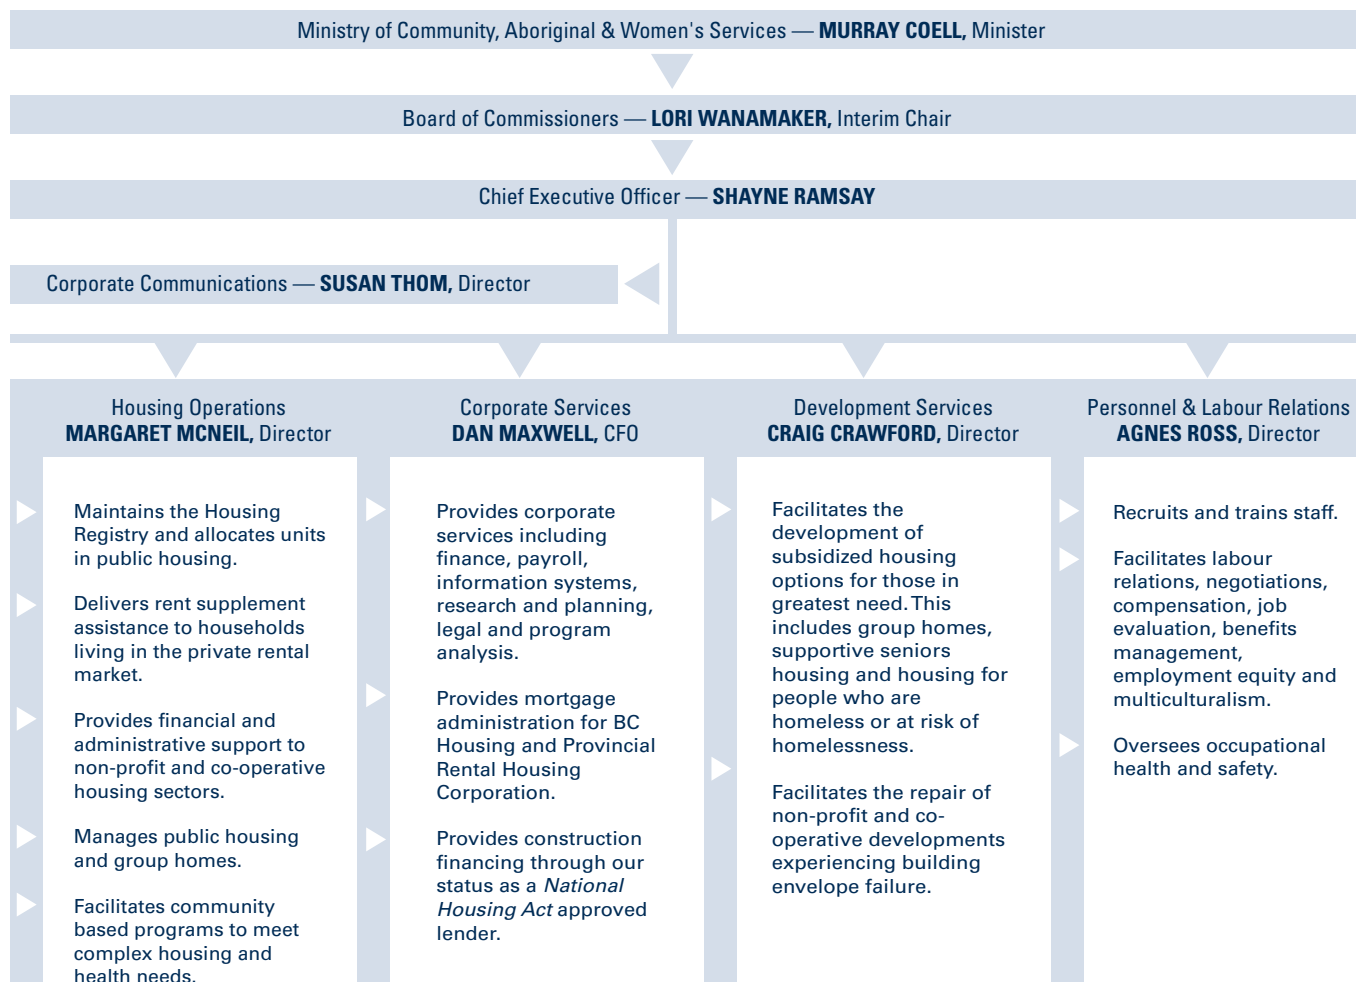 Ministry of Community, Aboriginal & Women's Services — MURRAY COELL, Minister
Board of Commissioners — LORI WANAMAKER, Interim Chair
Chief Executive Officer — SHAYNE RAMSAY
Corporate Communications — SUSAN THOM, Director
Housing Operations
MARGARET MCNEIL, Director
Maintains the Housing
Registry and allocates units
in public housing.
Delivers rent supplement
assistance to households
living in the private rental
market.
Provides financial and
administrative support to
non-profit and co-operative
housing sectors.
Manages public housing
and group homes.
Facilitates community
based programs to meet
complex housing and
health needs.
Corporate Services
DAN MAXWELL, CFO
Provides corporate
services including
finance, payroll,
information systems,
research and planning,
legal and program
analysis.
Provides mortgage
administration for BC
Housing and Provincial
Rental Housing
Corporation.
Provides construction
financing through our
status as a National
Housing Act approved
lender.
Development Services
CRAIG CRAWFORD, Director
Facilitates the
development of
subsidized housing
options for those in
greatest need. This
includes group homes,
supportive seniors
housing and housing for
people who are
homeless or at risk of
homelessness.
Facilitates the repair of
non-profit and co-
operative developments
experiencing building
envelope failure.
Personnel & Labour Relations
AGNES ROSS, Director
Recruits and trains staff.
Facilitates labour
relations, negotiations,
compensation, job
evaluation, benefits
management,
employment equity and
multiculturalism.
Oversees occupational
health and safety.